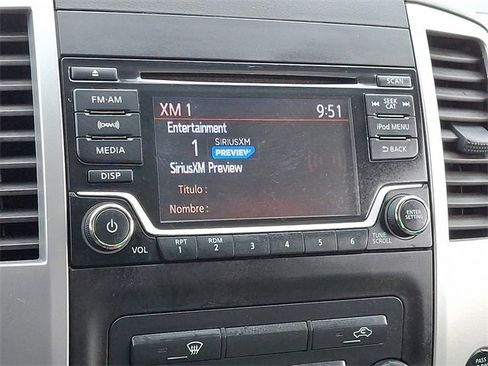 SCAN
FM·AM
XM 1 9:51
SEEK
CAT
Entertainment
1 SIRIUSXM
PREVIEW
iPod MENU
MEDIA
SiriusXM Preview
BACK
DISP
Titulo :
Nombre :
ENTER
SETTING
VOL
RPT
1
RDM
2
3
4
5
6
TUNE
SCROLL
PASS